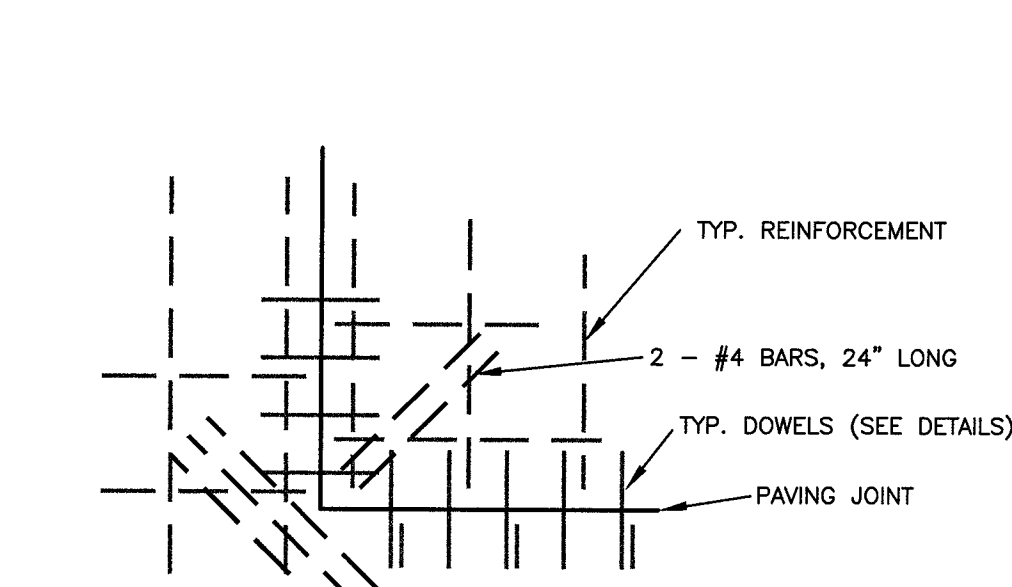 TYP. REINFORCEMENT
2 - #4 BARS, 24" LONG
TYP. DOWELS (SEE DETAILS)
PAVING JOINT